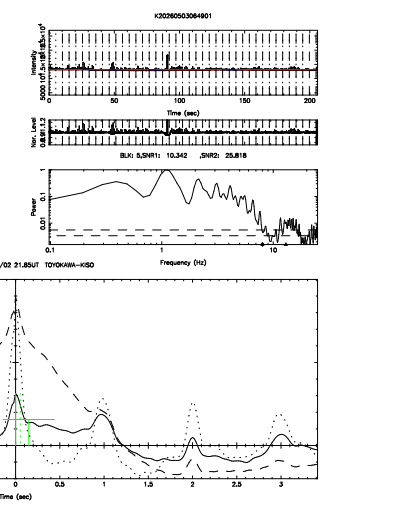 K20260503064901
Intensity
0 50 100 150 200
Time (sec)
Nor. Level
BLK: 5,SNR1: 10.342 ,SNR2: 25.818
Power
1
0.1
0.01
0.1 1 10
Frequency (Hz)
/02 21.85UT TOYOKAWA-KISO
0 0.5 1 1.5 2 2.5 3
Time (sec)